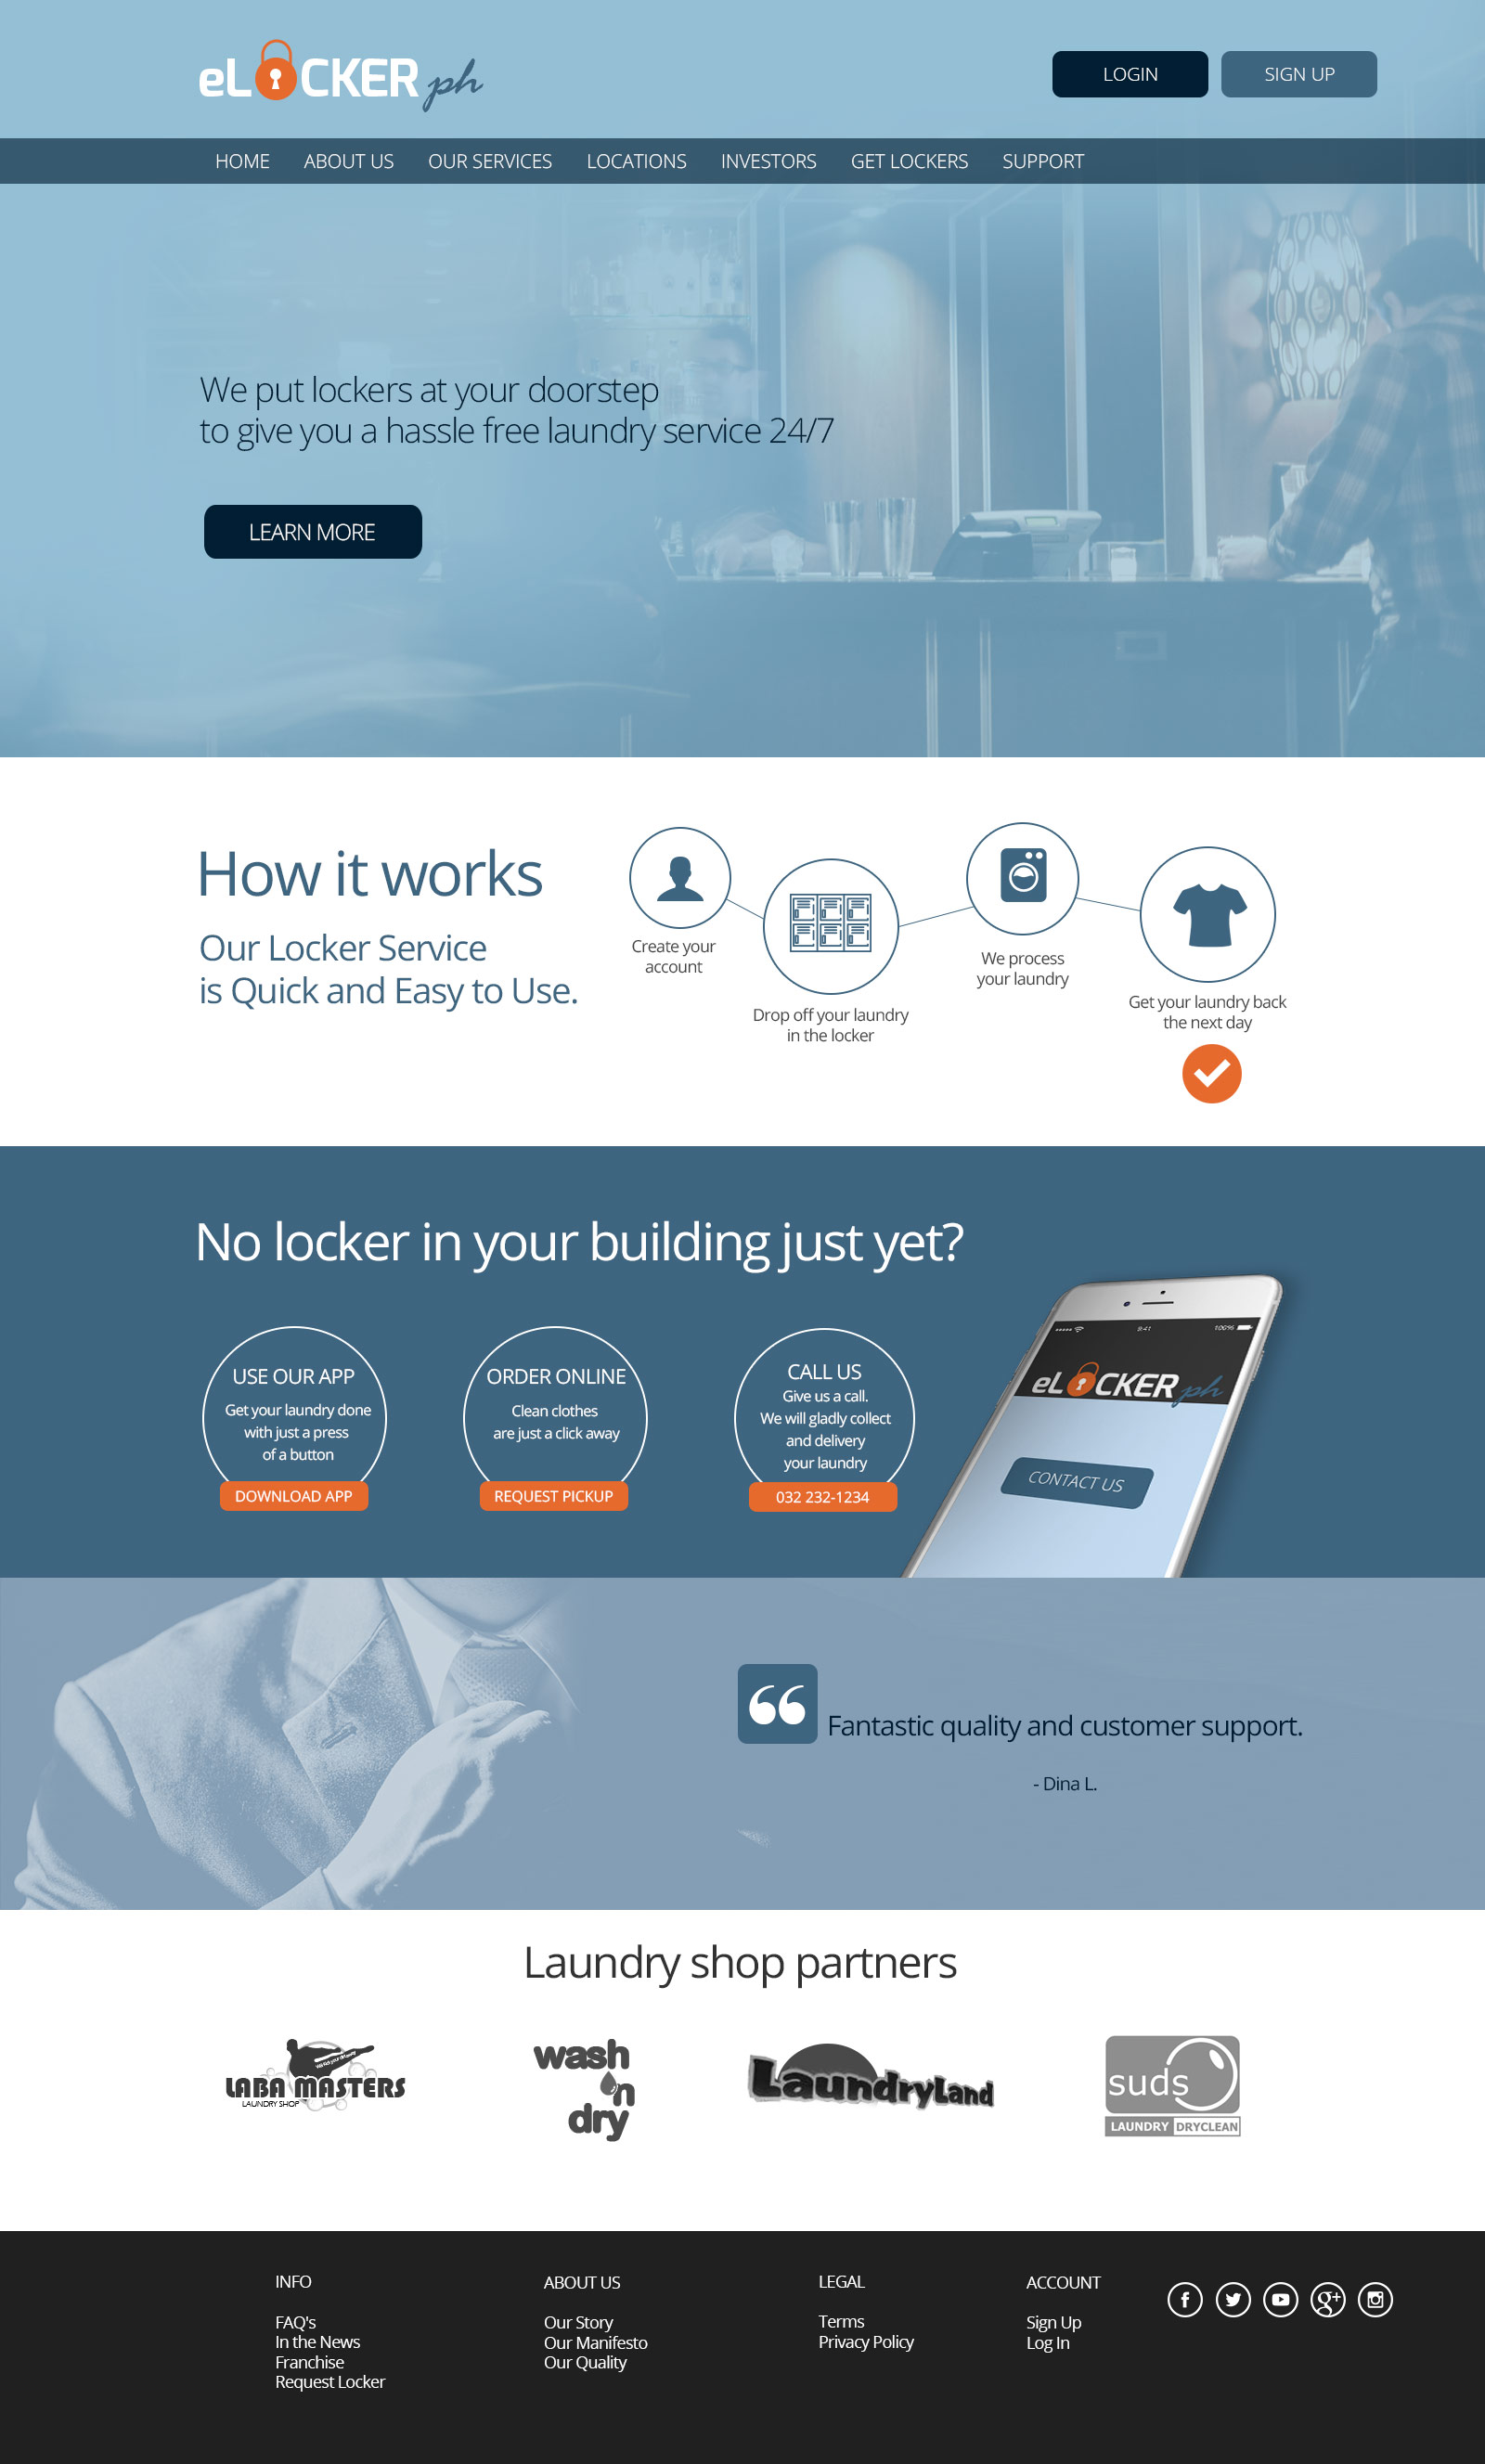 eLOCKER ph
LOGIN
SIGN UP
HOME
ABOUT US
OUR SERVICES
LOCATIONS
INVESTORS
GET LOCKERS
SUPPORT
We put lockers at your doorstep
to give you a hassle free laundry service 24/7
LEARN MORE
How it works
Our Locker Service
is Quick and Easy to Use.
Create your
account
Drop off your laundry
in the locker
We process
your laundry
Get your laundry back
the next day
No locker in your building just yet?
USE OUR APP
Get your laundry done
with just a press
of a button
DOWNLOAD APP
ORDER ONLINE
Clean clothes
are just a click away
REQUEST PICKUP
CALL US
Give us a call.
We will gladly collect
and delivery
your laundry
032 232-1234
9:41
100%
eLOCKER ph
CONTACT US
“ Fantastic quality and customer support.
- Dina L.
Laundry shop partners
LABA MASTERS
LAUNDRY SHOP
wash
n
dry
LaundryLand
suds
LAUNDRY DRYCLEAN
INFO
FAQ's
In the News
Franchise
Request Locker
ABOUT US
Our Story
Our Manifesto
Our Quality
LEGAL
Terms
Privacy Policy
ACCOUNT
Sign Up
Log In